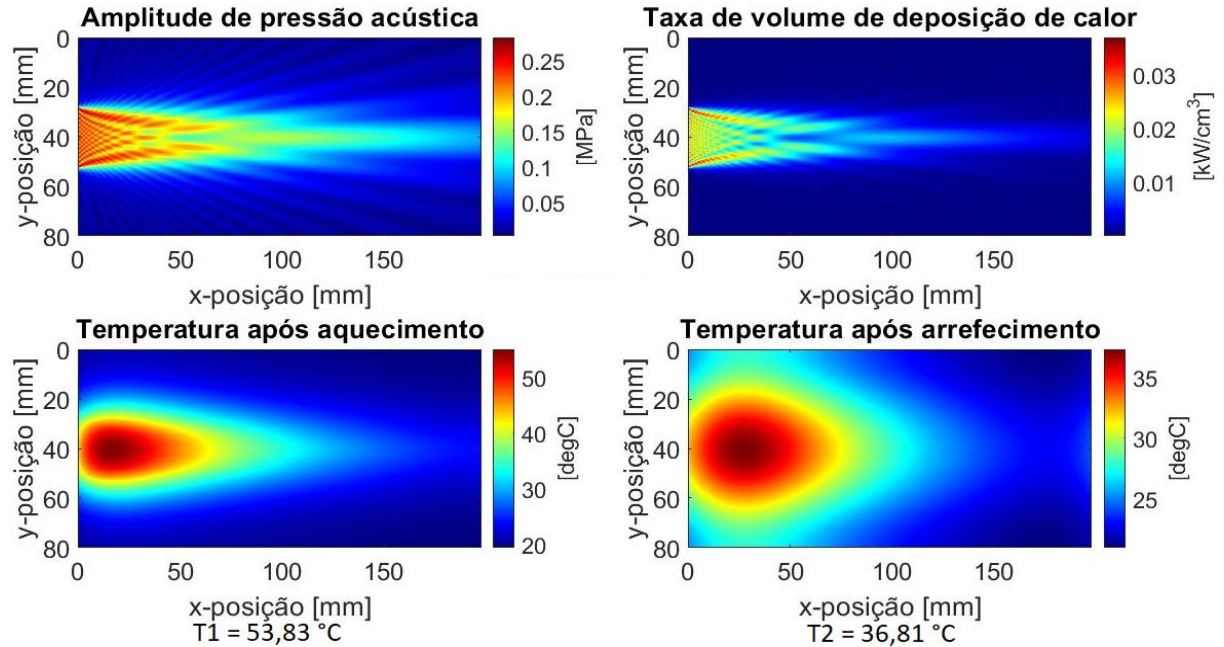 Amplitude de pressão acústica
0
20
40
60
80
y-posição [mm]
0
50
100
150
x-posição [mm]
0.25
0.2
0.15
0.1
0.05
[MPa]
Taxa de volume de deposição de calor
0
20
40
60
80
y-posição [mm]
0
50
100
150
x-posição [mm]
0.03
0.02
0.01
[kW/cm³]
Temperatura após aquecimento
0
20
40
60
80
y-posição [mm]
0
50
100
150
x-posição [mm]
50
40
30
20
[degC]
T1 = 53,83 °C
Temperatura após arrefecimento
0
20
40
60
80
y-posição [mm]
0
50
100
150
x-posição [mm]
35
30
25
[degC]
T2 = 36,81 °C